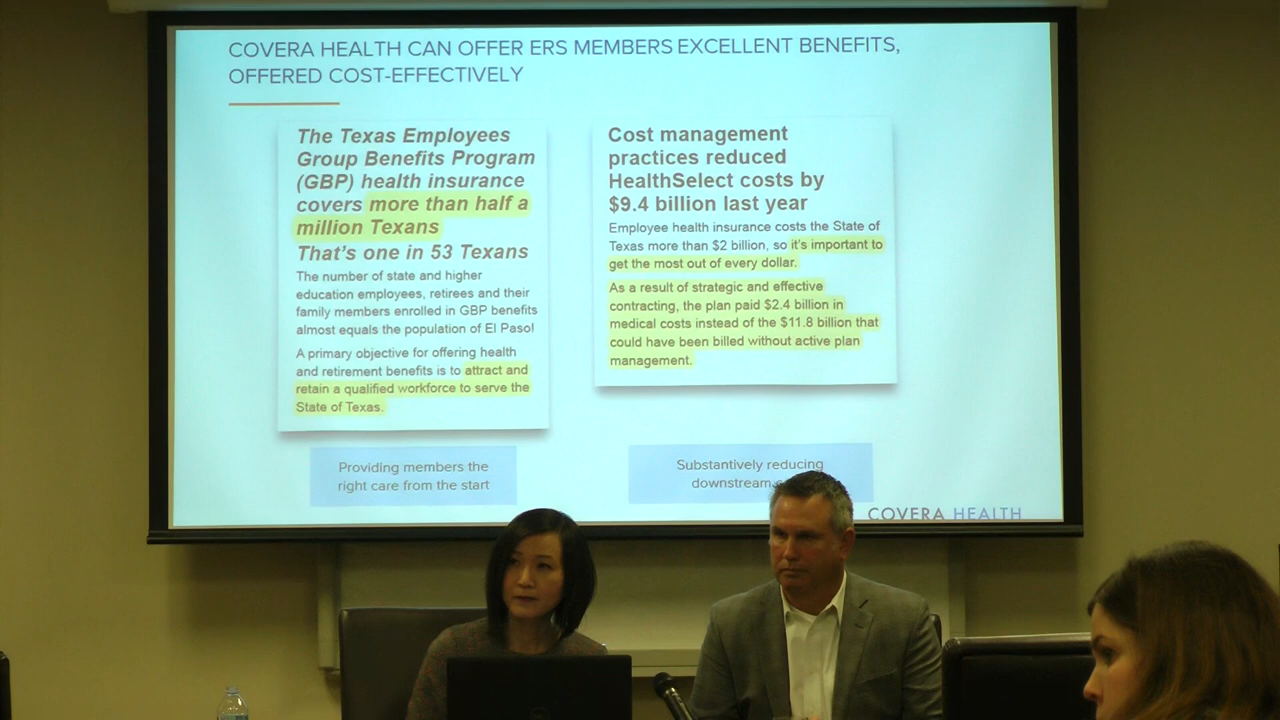 COVERA HEALTH CAN OFFER ERS MEMBERS EXCELLENT BENEFITS,
OFFERED COST-EFFECTIVELY
The Texas Employees
Group Benefits Program
(GBP) health insurance
covers more than half a
million Texans
That's one in 53 Texans
The number of state and higher
education employees, retirees and their
family members enrolled in GBP benefits
almost equals the population of El Paso!
A primary objective for offering health
and retirement benefits is to attract and
retain a qualified workforce to serve the
State of Texas.
Cost management
practices reduced
HealthSelect costs by
$9.4 billion last year
Employee health insurance costs the State of
Texas more than $2 billion, so it's important to
get the most out of every dollar.
As a result of strategic and effective
contracting, the plan paid $2.4 billion in
medical costs instead of the $11.8 billion that
could have been billed without active plan
management.
Providing members the
right care from the start
Substantively reducing
downstream
COVERA HEALTH